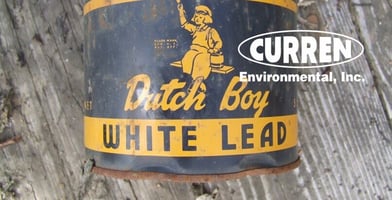 CURREN
Environmental, Inc.
Dutch Boy
WHITE LEAD